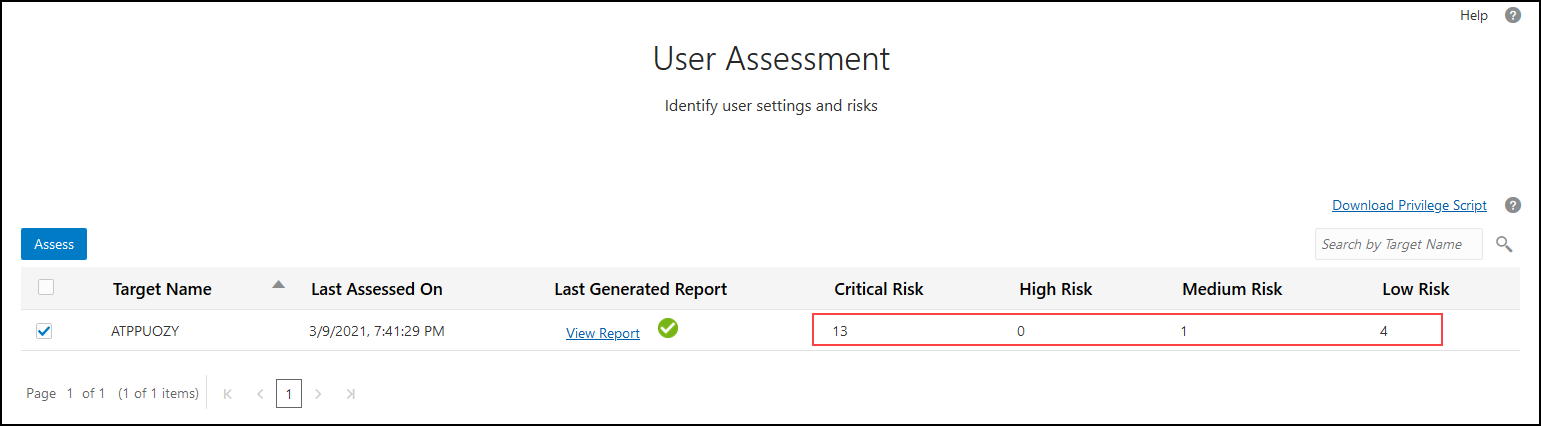 Help ?
User Assessment
Identify user settings and risks
Download Privilege Script ?
Assess
Search by Target Name
Target Name Last Assessed On Last Generated Report Critical Risk High Risk Medium Risk Low Risk
ATPPUOZY 3/9/2021, 7:41:29 PM View Report 13 0 1 4
Page 1 of 1 (1 of 1 items) 1